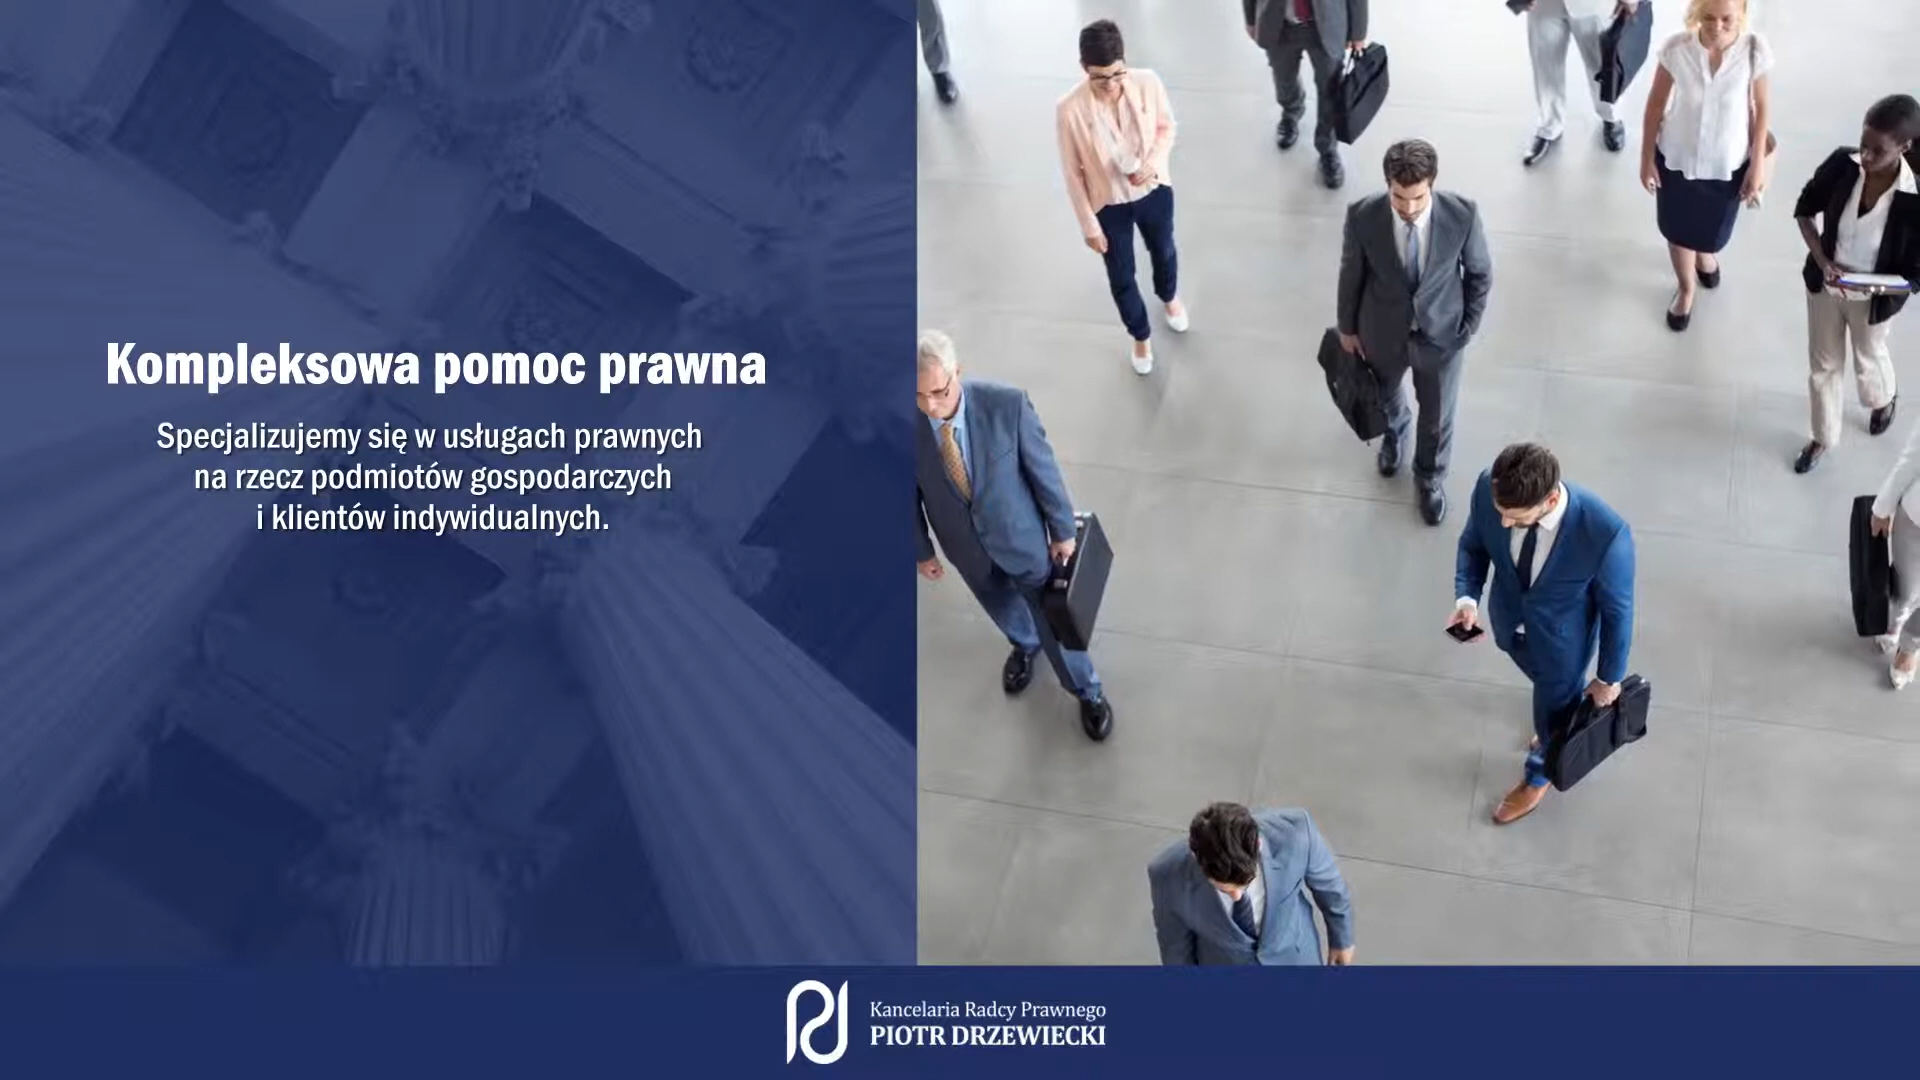 Kompleksowa pomoc prawna
Specjalizujemy się w usługach prawnych
na rzecz podmiotów gospodarczych
i klientów indywidualnych.
Kancelaria Radcy Prawnego
PIOTR DRZEWIECKI